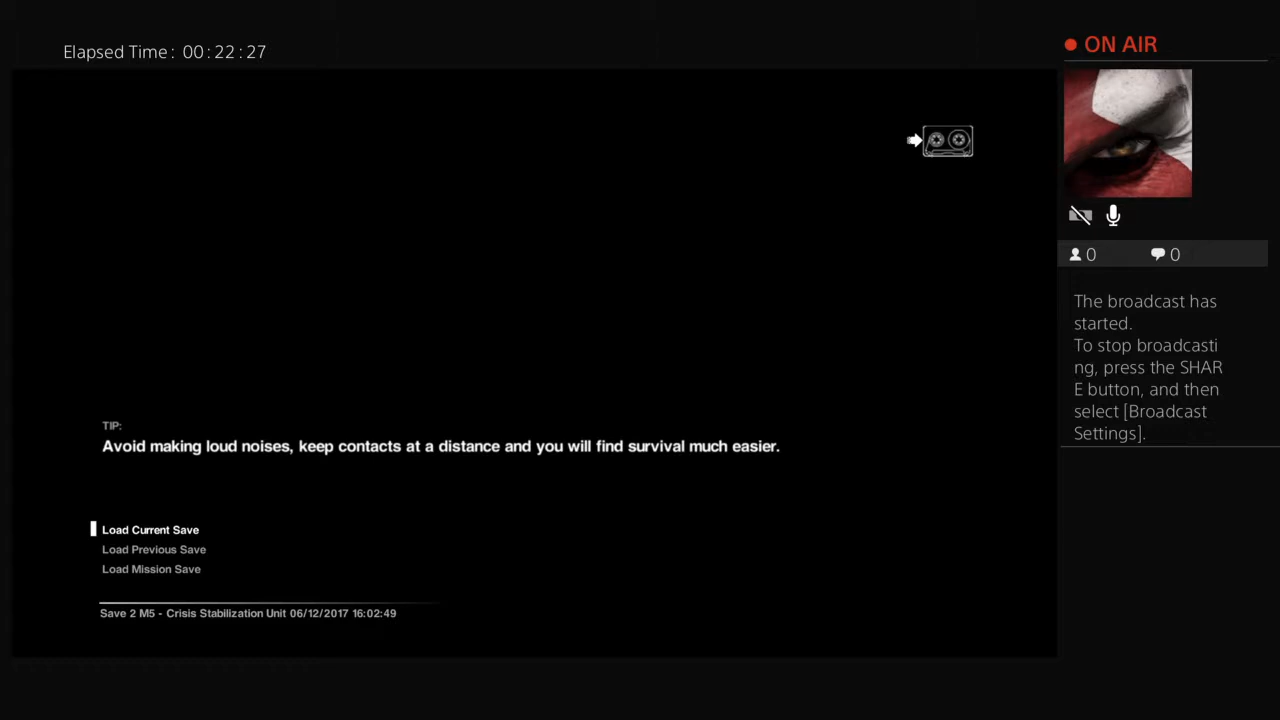 Elapsed Time: 00:22:27
ON AIR
0 0
The broadcast has
started.
To stop broadcasti
ng, press the SHAR
E button, and then
select [Broadcast
Settings].
TIP:
Avoid making loud noises, keep contacts at a distance and you will find survival much easier.
Load Current Save
Load Previous Save
Load Mission Save
Save 2 M5 - Crisis Stabilization Unit 06/12/2017 16:02:49